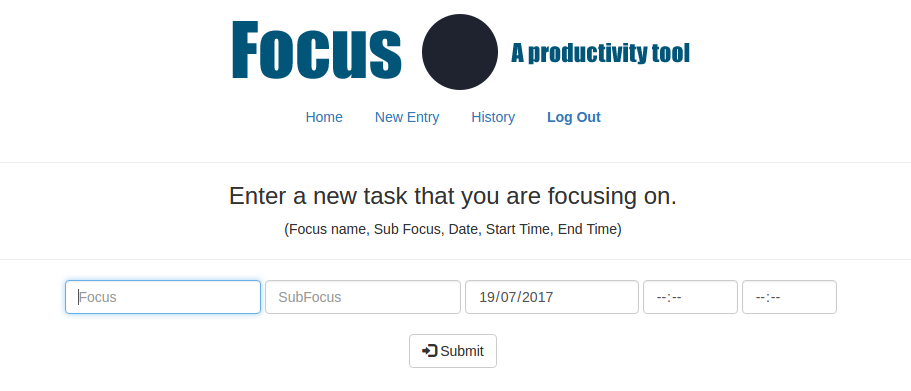 Focus A productivity tool
Home New Entry History Log Out
Enter a new task that you are focusing on.
(Focus name, Sub Focus, Date, Start Time, End Time)
Focus SubFocus 19/07/2017 --:-- --:--
Submit